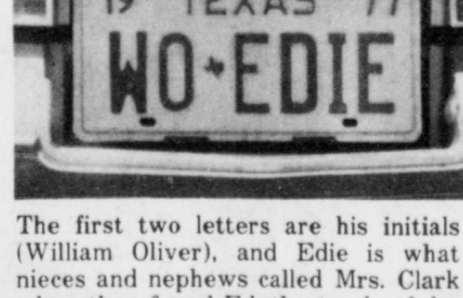 19 TEXAS 77
WO EDIE
The first two letters are his initials
(William Oliver), and Edie is what
nieces and nephews called Mrs. Clark